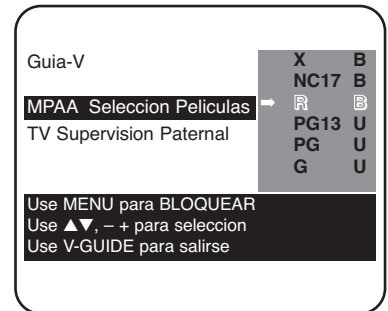 Guia-V X B
NC17 B
MPAA Seleccion Peliculas ➡ R B
TV Supervision Paternal PG13 U
PG U
G U
Use MENU para BLOQUEAR
Use ▲▼, – + para seleccion
Use V-GUIDE para salirse